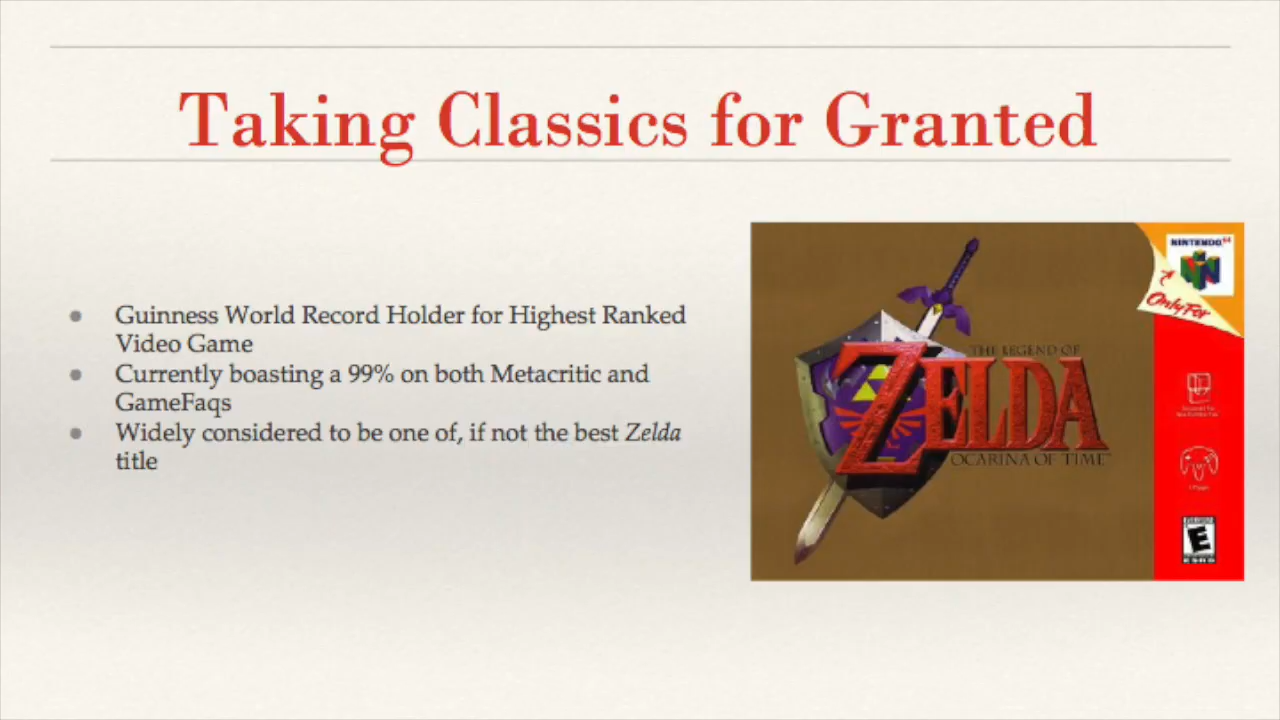 Taking Classics for Granted
● Guinness World Record Holder for Highest Ranked
Video Game
● Currently boasting a 99% on both Metacritic and
GameFaqs
● Widely considered to be one of, if not the best Zelda
title
NINTENDO 64
Only For
THE LEGEND OF
ZELDA
OCARINA OF TIME
E